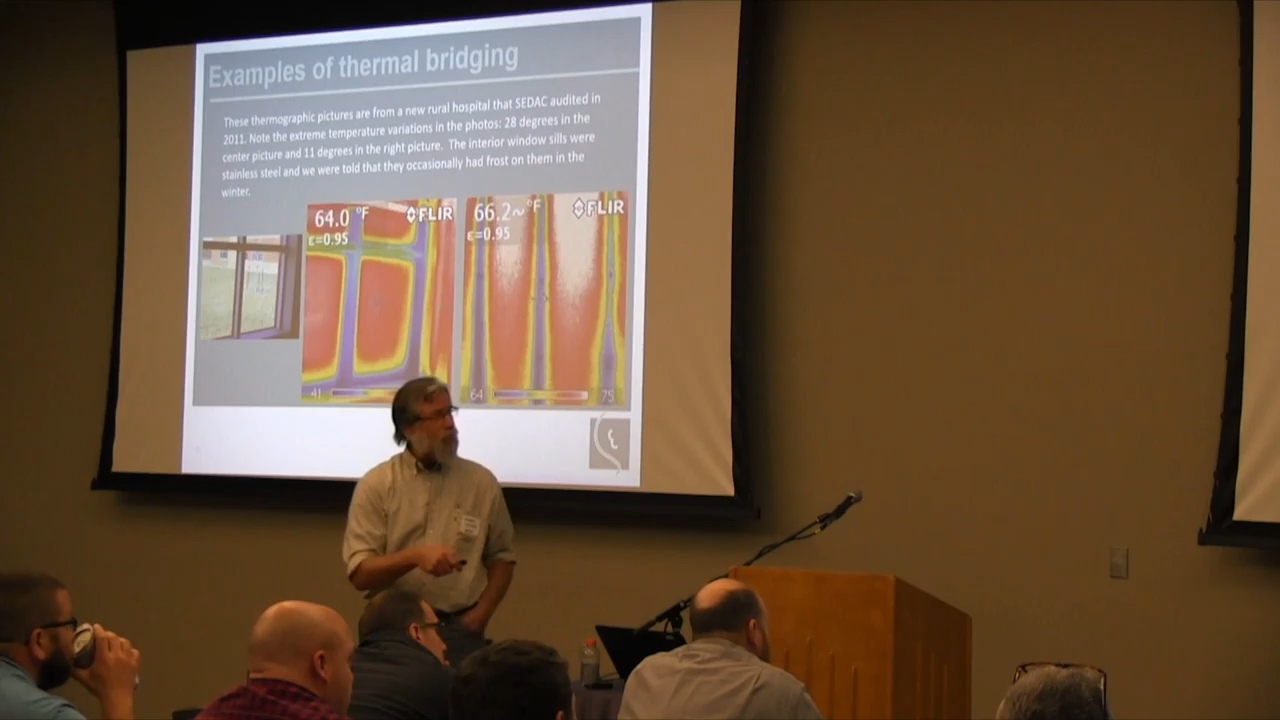 Examples of thermal bridging
These thermographic pictures are from a new rural hospital that SEDAC audited in
2011. Note the extreme temperature variations in the photos: 28 degrees in the
center picture and 11 degrees in the right picture. The interior window sills were
stainless steel and we were told that they occasionally had frost on them in the
winter.
64.0 °F FLIR
ε=0.95
66.2~ °F FLIR
ε=0.95
41
64 75